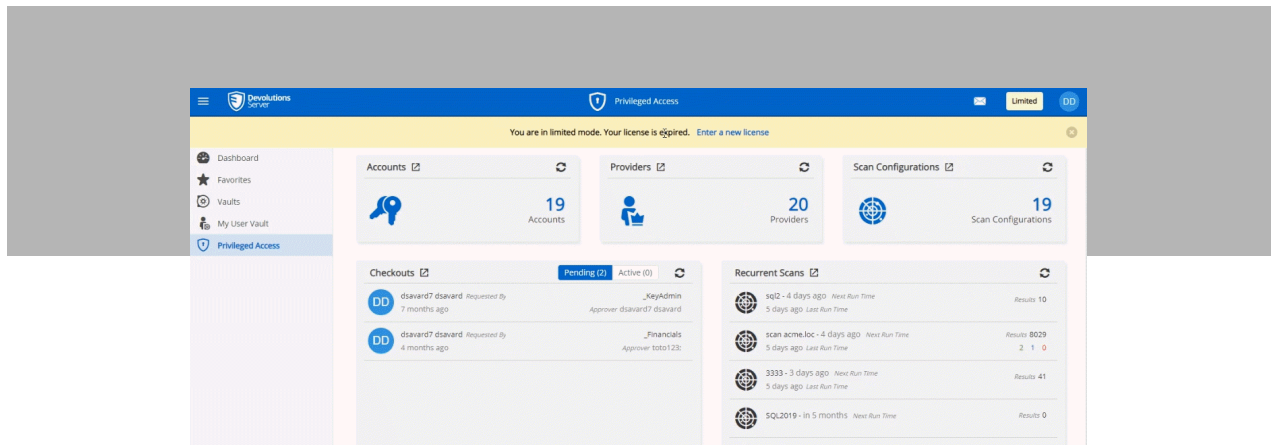 Devolutions
Server
Privileged Access
Limited
DD
You are in limited mode. Your license is expired. Enter a new license
Dashboard
Favorites
Vaults
My User Vault
Privileged Access
Accounts
19
Accounts
Providers
20
Providers
Scan Configurations
19
Scan Configurations
Checkouts
Pending (2) Active (0)
DD
dsavard7 dsavard Requested By
_KeyAdmin
7 months ago
Approver dsavard7 dsavard
DD
dsavard7 dsavard Requested By
_Financials
4 months ago
Approver toto123;
Recurrent Scans
sql2 - 4 days ago Next Run Time
5 days ago Last Run Time
Results 10
scan acme.loc - 4 days ago Next Run Time
Results 8029
5 days ago Last Run Time
2 1 0
3333 - 3 days ago Next Run Time
5 days ago Last Run Time
Results 41
SQL2019 - in 5 months Next Run Time
Results 0